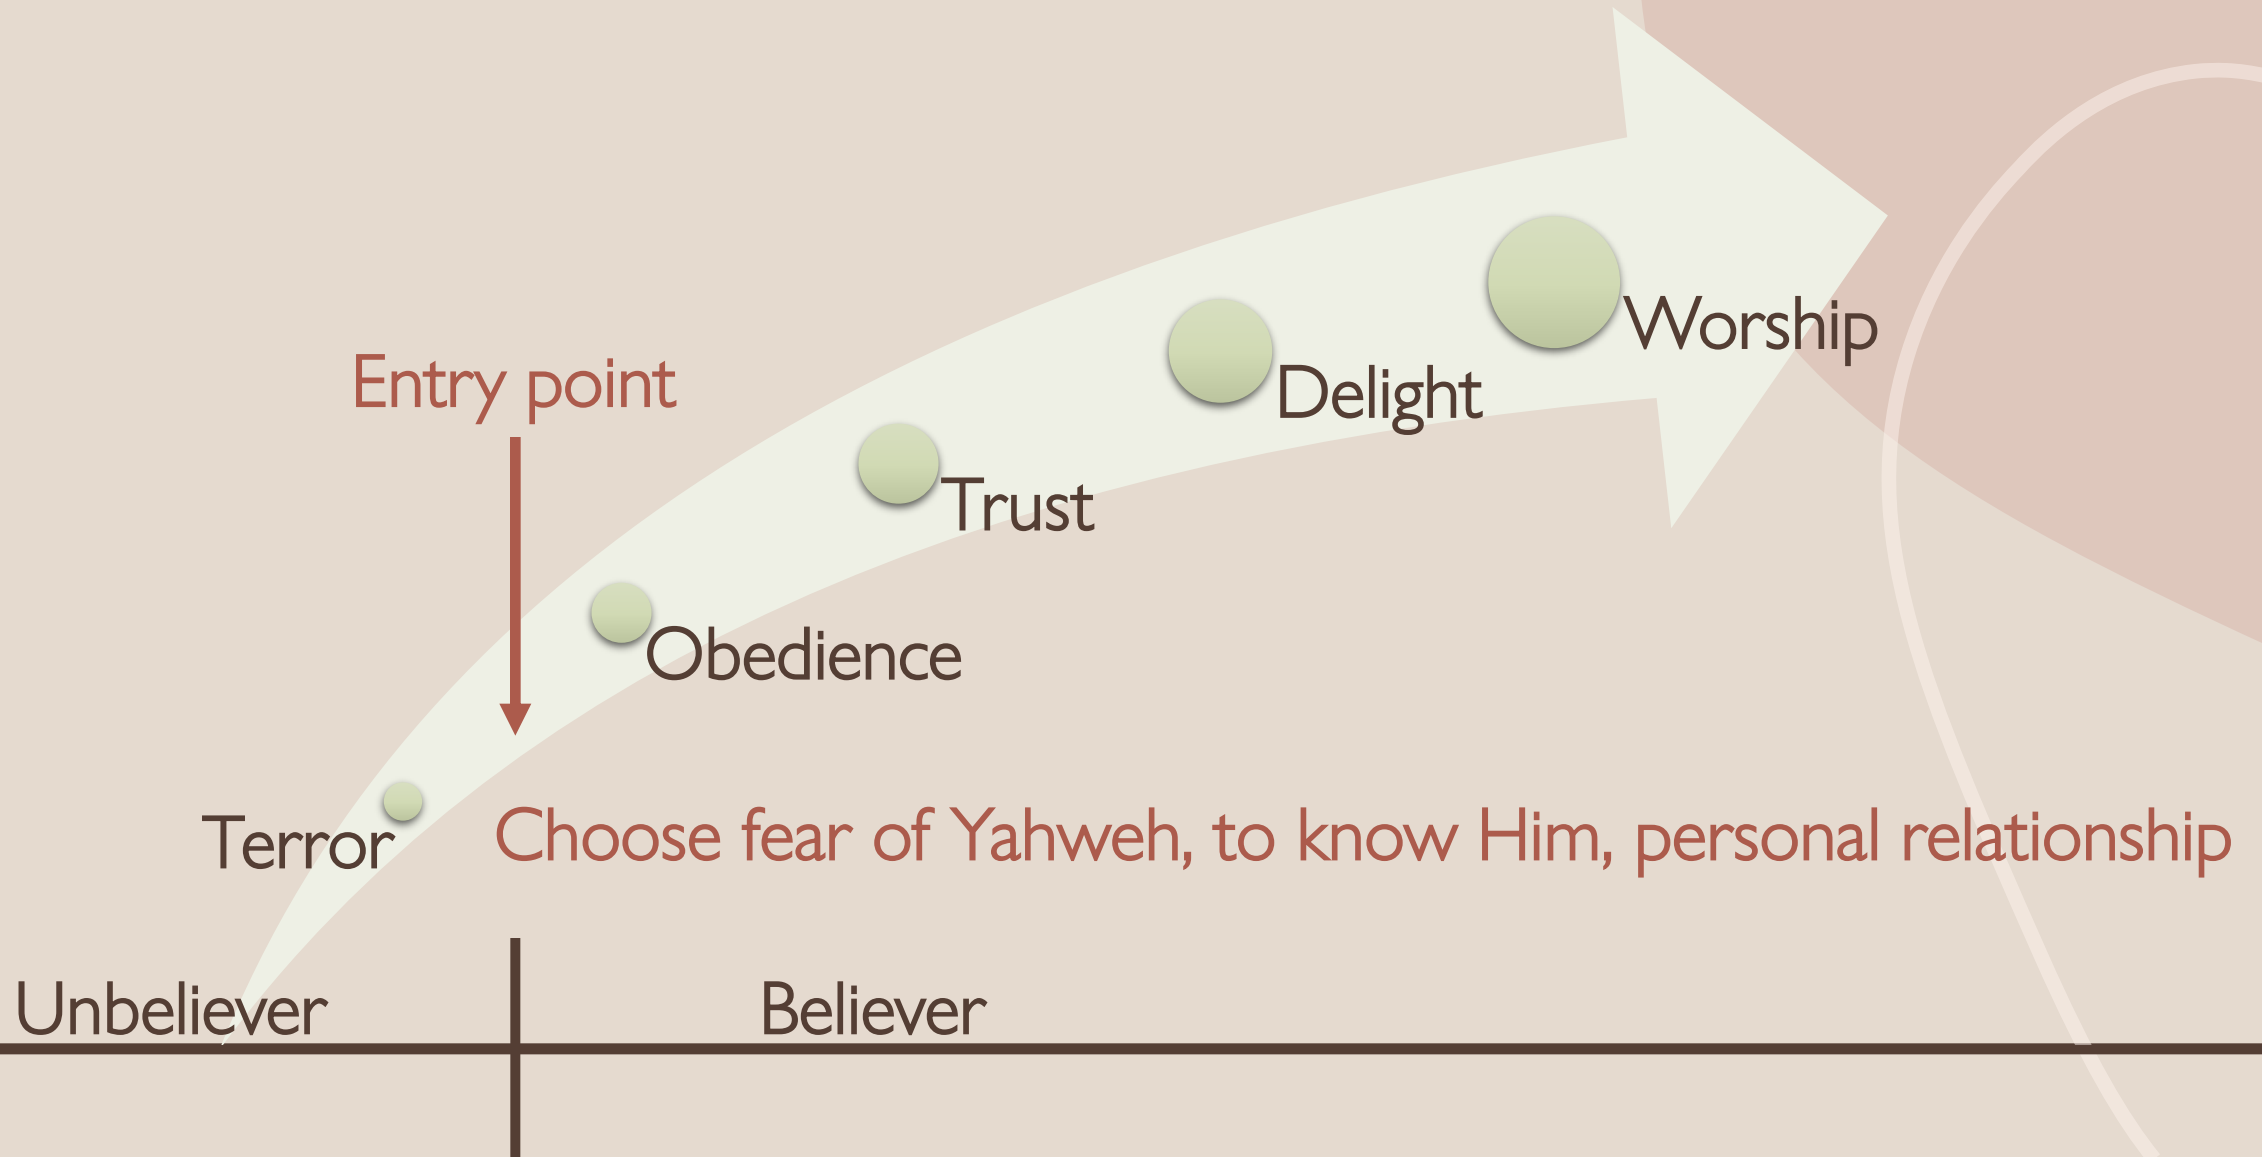 Worship
Delight
Entry point
Trust
Obedience
Terror
Choose fear of Yahweh, to know Him, personal relationship
Unbeliever
Believer